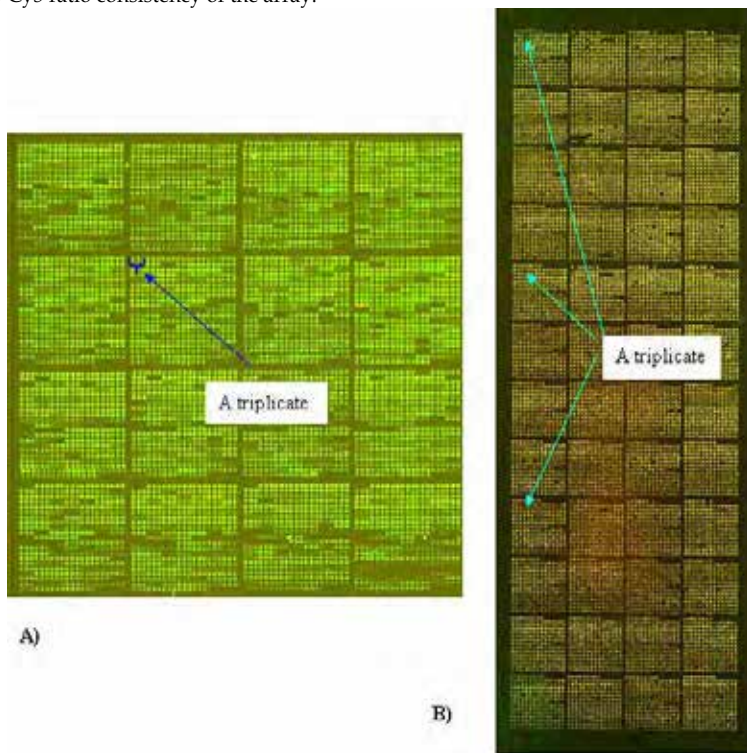 Cy5 ratio consistency of the array.
A triplicate
A triplicate
A)
B)